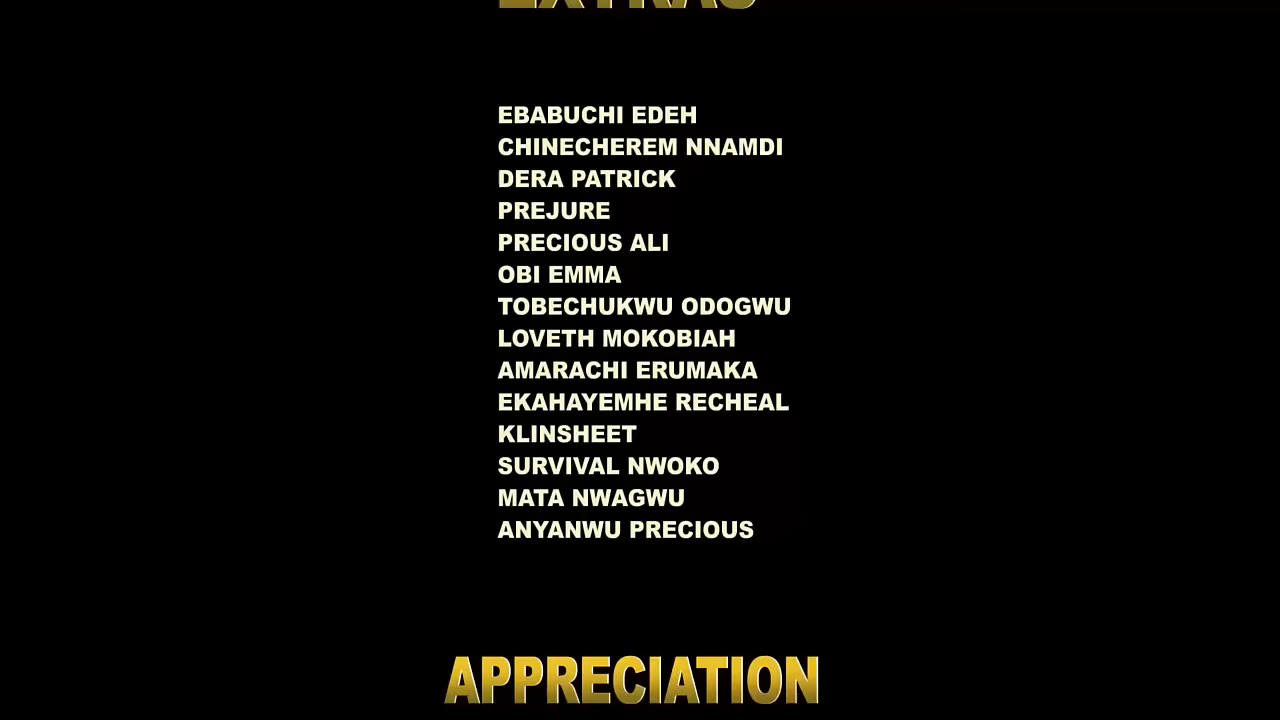 EXTRAS
EBABUCHI EDEH
CHINECHEREM NNAMDI
DERA PATRICK
PREJURE
PRECIOUS ALI
OBI EMMA
TOBECHUKWU ODOGWU
LOVETH MOKOBIAH
AMARACHI ERUMAKA
EKAHAYEMHE RECHEAL
KLINSHEET
SURVIVAL NWOKO
MATA NWAGWU
ANYANWU PRECIOUS
APPRECIATION